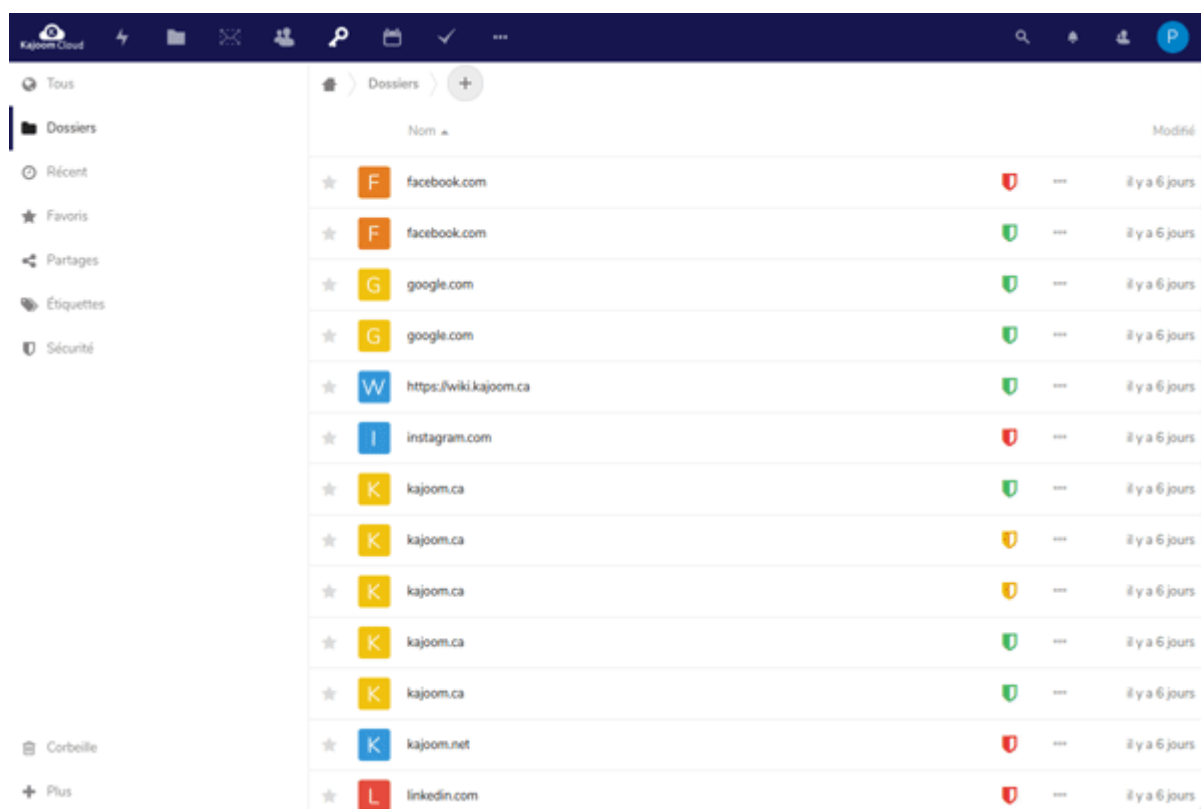 Kajoom Cloud
P
Tous
Dossiers
Récent
Favoris
Partages
Étiquettes
Sécurité
Corbeille
Plus
Dossiers
Nom Modifié
F facebook.com il y a 6 jours
F facebook.com il y a 6 jours
G google.com il y a 6 jours
G google.com il y a 6 jours
W https://wiki.kajoom.ca il y a 6 jours
I instagram.com il y a 6 jours
K kajoom.ca il y a 6 jours
K kajoom.ca il y a 6 jours
K kajoom.ca il y a 6 jours
K kajoom.ca il y a 6 jours
K kajoom.ca il y a 6 jours
K kajoom.net il y a 6 jours
L linkedin.com il y a 6 jours